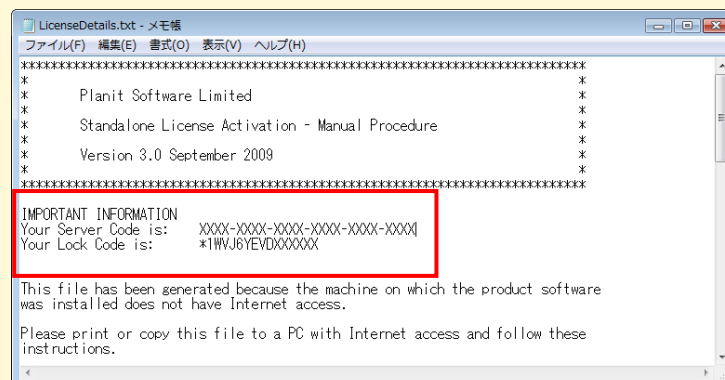 LicenseDetails.txt - メモ帳
ファイル(F) 編集(E) 書式(O) 表示(V) ヘルプ(H)
******************************************************************************
* *
* Planit Software Limited *
* *
* Standalone License Activation - Manual Procedure *
* *
* Version 3.0 September 2009 *
* *
******************************************************************************
IMPORTANT INFORMATION
Your Server Code is: XXXX-XXXX-XXXX-XXXX-XXXX-XXXX
Your Lock Code is: *1WVJ6YEVDXXXXXX
This file has been generated because the machine on which the product software
was installed does not have Internet access.
Please print or copy this file to a PC with Internet access and follow these
instructions.